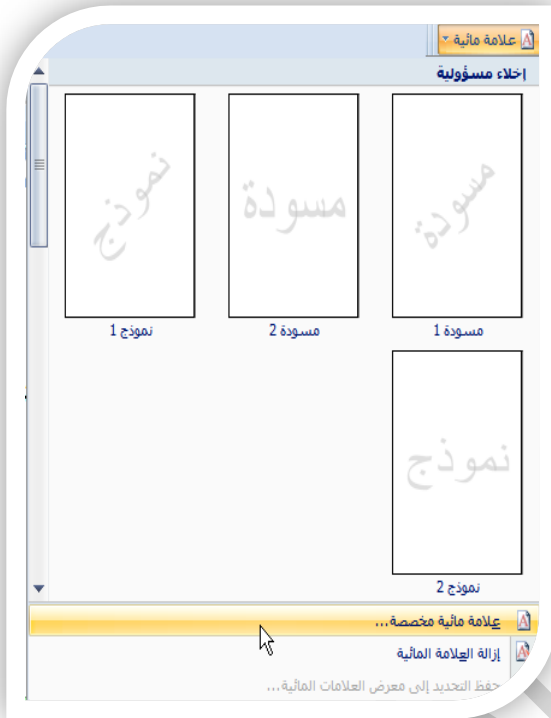 علامة مائية
إخلاء مسؤولية
مسودة
مسودة
نموذج
مسودة 1
مسودة 2
نموذج 1
نموذج
نموذج 2
علامة مائية مخصصة...
إزالة العلامة المائية
حفظ التحديد إلى معرض العلامات المائية...